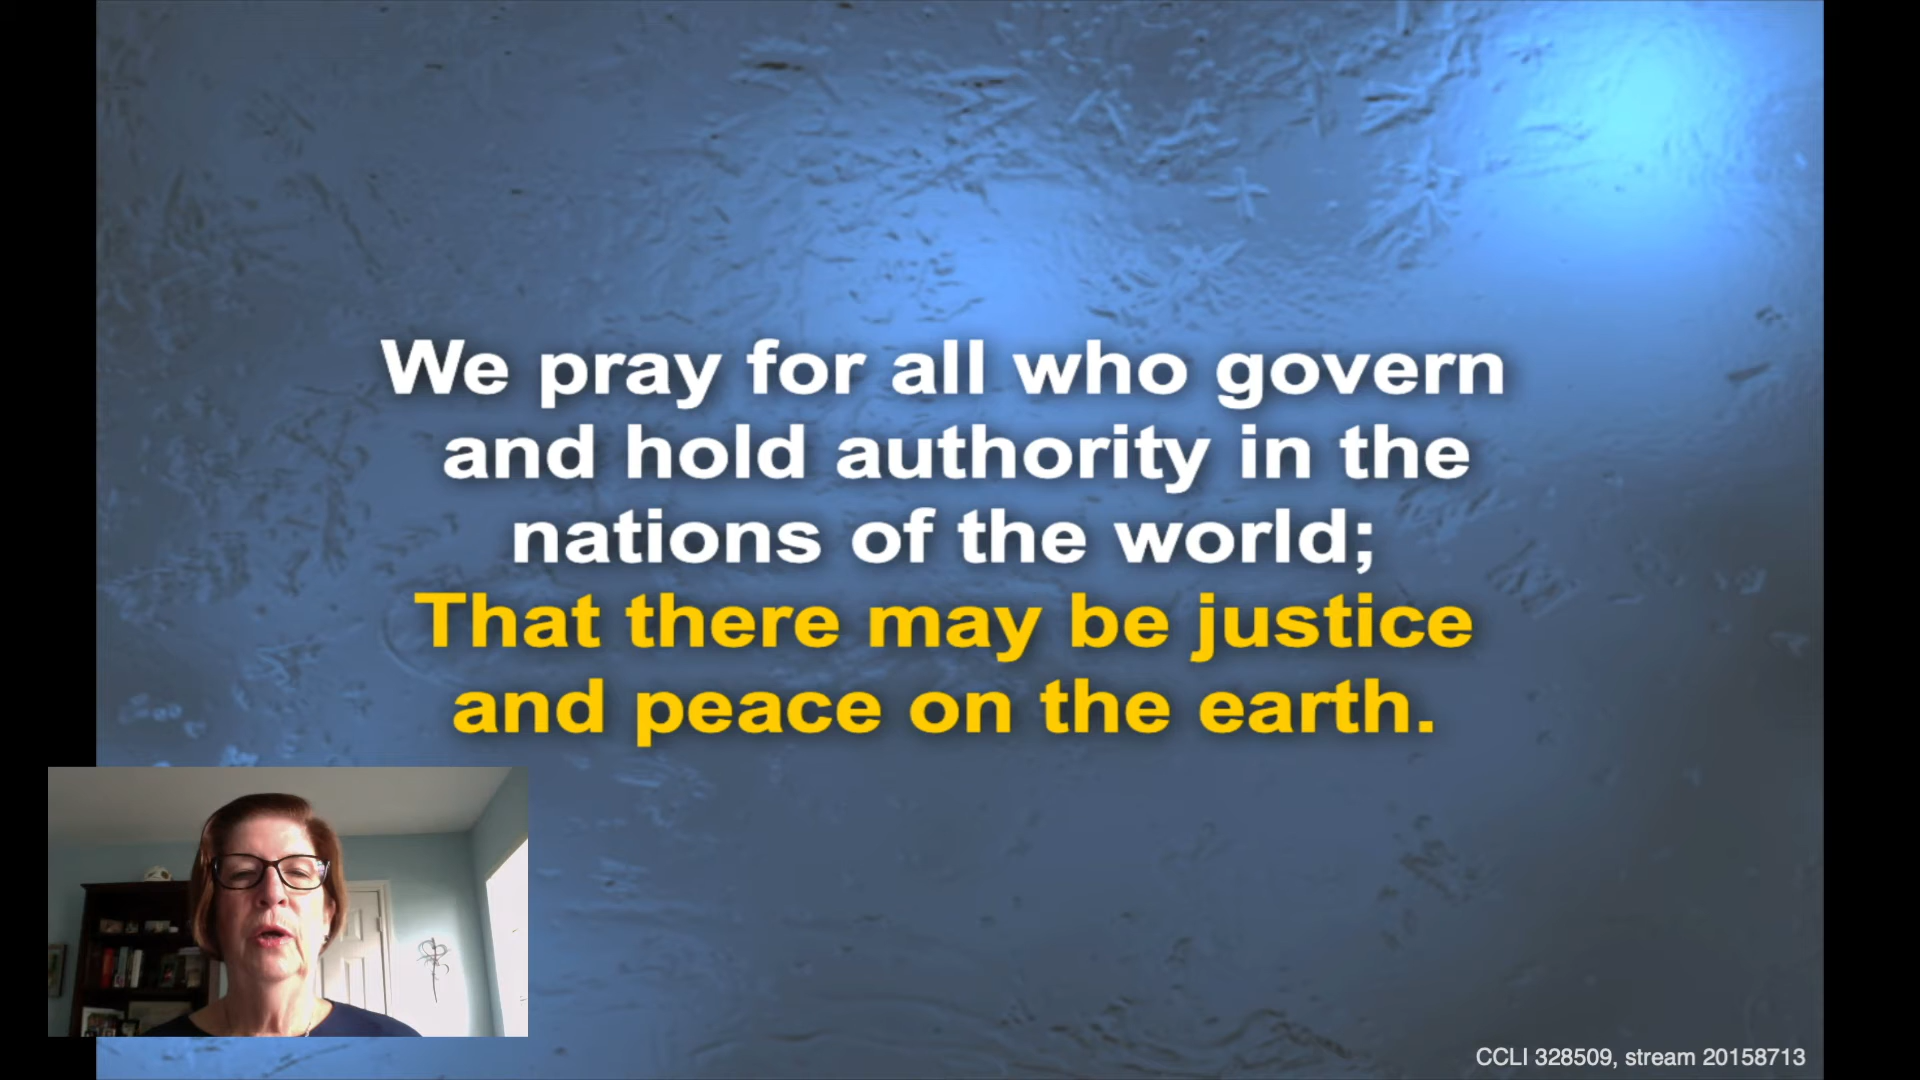 We pray for all who govern
and hold authority in the
nations of the world;
That there may be justice
and peace on the earth.
CCLI 328509, stream 20158713